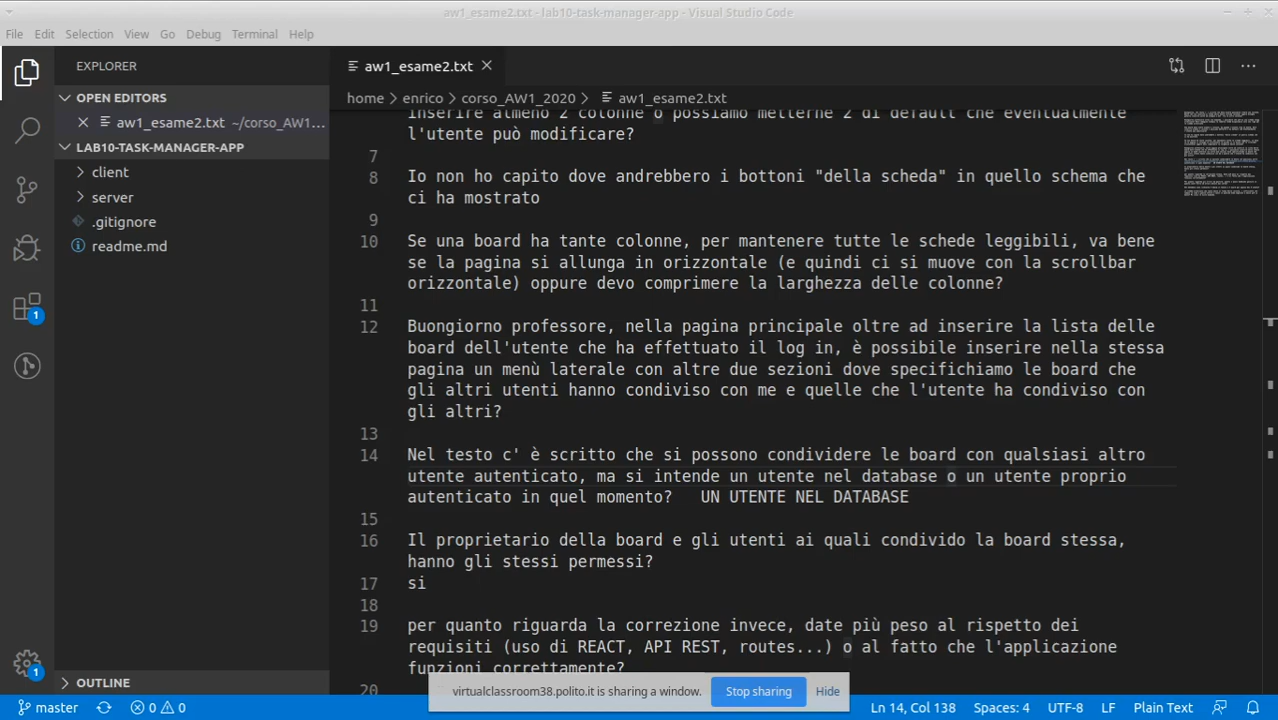 aw1_esame2.txt - lab10-task-manager-app - Visual Studio Code
File Edit Selection View Go Debug Terminal Help
EXPLORER
OPEN EDITORS
aw1_esame2.txt ~/corso_AW1...
LAB10-TASK-MANAGER-APP
client
server
.gitignore
readme.md
OUTLINE
aw1_esame2.txt
home enrico corso_AW1_2020 aw1_esame2.txt
inserire almeno 2 colonne o possiamo metterne 2 di default che eventualmente
l'utente può modificare?
7
8 Io non ho capito dove andrebbero i bottoni "della scheda" in quello schema che
ci ha mostrato
9
10 Se una board ha tante colonne, per mantenere tutte le schede leggibili, va bene
se la pagina si allunga in orizzontale (e quindi ci si muove con la scrollbar
orizzontale) oppure devo comprimere la larghezza delle colonne?
11
12 Buongiorno professore, nella pagina principale oltre ad inserire la lista delle
board dell'utente che ha effettuato il log in, è possibile inserire nella stessa
pagina un menù laterale con altre due sezioni dove specifichiamo le board che
gli altri utenti hanno condiviso con me e quelle che l'utente ha condiviso con
gli altri?
13
14 Nel testo c' è scritto che si possono condividere le board con qualsiasi altro
utente autenticato, ma si intende un utente nel database o un utente proprio
autenticato in quel momento? UN UTENTE NEL DATABASE
15
16 Il proprietario della board e gli utenti ai quali condivido la board stessa,
hanno gli stessi permessi?
17 si
18
19 per quanto riguarda la correzione invece, date più peso al rispetto dei
requisiti (uso di REACT, API REST, routes...) o al fatto che l'applicazione
funzioni correttamente?
20
1
1
virtualclassroom38.polito.it is sharing a window. Stop sharing Hide
master 0 0 Ln 14, Col 138 Spaces: 4 UTF-8 LF Plain Text